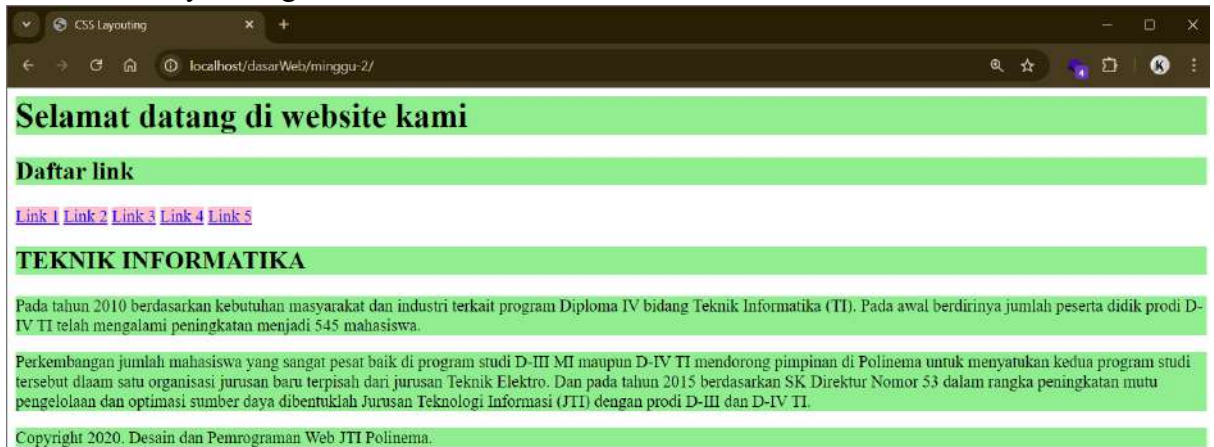 CSS Layouting
localhost/dasarWeb/minggu-2/
4
K
Selamat datang di website kami
Daftar link
Link 1 Link 2 Link 3 Link 4 Link 5
TEKNIK INFORMATIKA
Pada tahun 2010 berdasarkan kebutuhan masyarakat dan industri terkait program Diploma IV bidang Teknik Informatika (TI). Pada awal berdirinya jumlah peserta didik prodi D-
IV TI telah mengalami peningkatan menjadi 545 mahasiswa.
Perkembangan jumlah mahasiswa yang sangat pesat baik di program studi D-III MI maupun D-IV TI mendorong pimpinan di Polinema untuk menyatukan kedua program studi
tersebut dlaam satu organisasi jurusan baru terpisah dari jurusan Teknik Elektro. Dan pada tahun 2015 berdasarkan SK Direktur Nomor 53 dalam rangka peningkatan mutu
pengelolaan dan optimasi sumber daya dibentuklah Jurusan Teknologi Informasi (JTI) dengan prodi D-III dan D-IV TI.
Copyright 2020. Desain dan Pemrograman Web JTI Polinema.